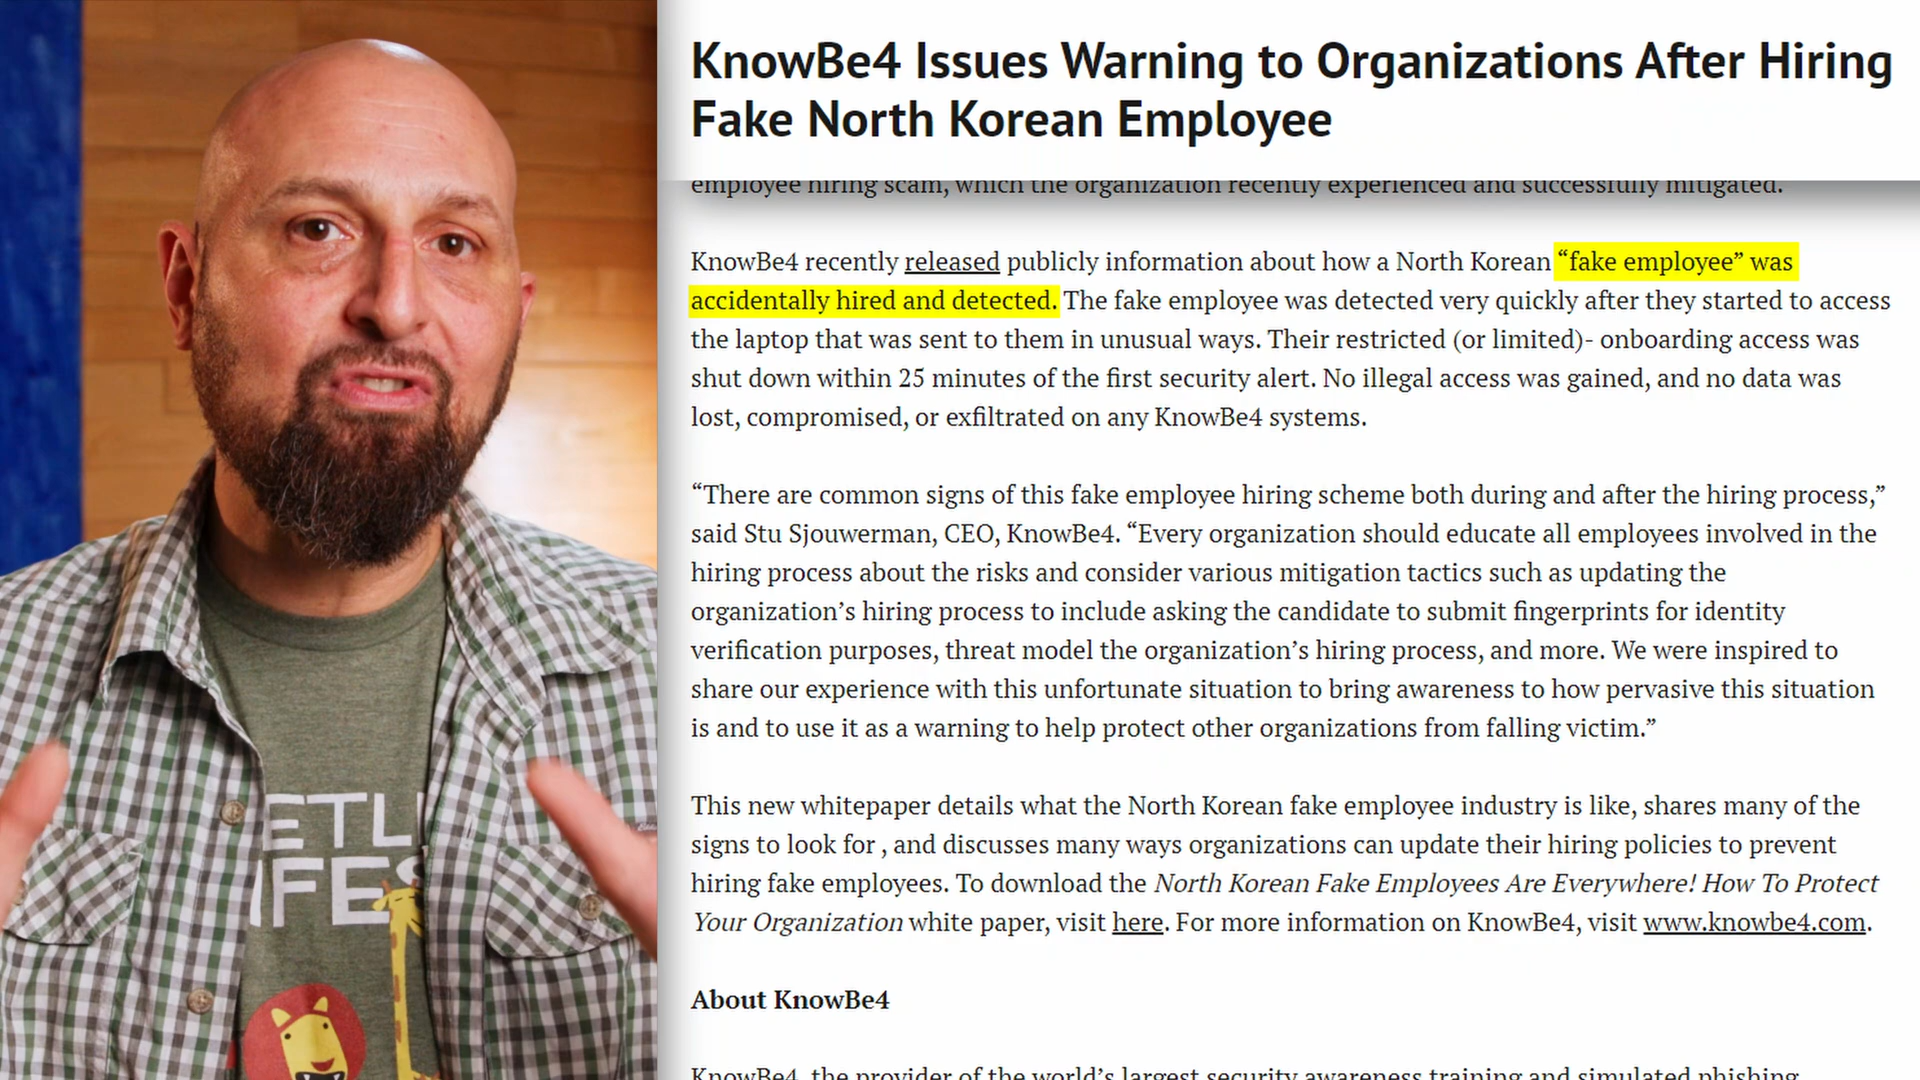 KnowBe4 Issues Warning to Organizations After Hiring
Fake North Korean Employee
employee hiring scam, which the organization recently experienced and successfully mitigated.
KnowBe4 recently released publicly information about how a North Korean “fake employee” was
accidentally hired and detected. The fake employee was detected very quickly after they started to access
the laptop that was sent to them in unusual ways. Their restricted (or limited)- onboarding access was
shut down within 25 minutes of the first security alert. No illegal access was gained, and no data was
lost, compromised, or exfiltrated on any KnowBe4 systems.
“There are common signs of this fake employee hiring scheme both during and after the hiring process,”
said Stu Sjouwerman, CEO, KnowBe4. “Every organization should educate all employees involved in the
hiring process about the risks and consider various mitigation tactics such as updating the
organization’s hiring process to include asking the candidate to submit fingerprints for identity
verification purposes, threat model the organization’s hiring process, and more. We were inspired to
share our experience with this unfortunate situation to bring awareness to how pervasive this situation
is and to use it as a warning to help protect other organizations from falling victim.”
This new whitepaper details what the North Korean fake employee industry is like, shares many of the
signs to look for , and discusses many ways organizations can update their hiring policies to prevent
hiring fake employees. To download the North Korean Fake Employees Are Everywhere! How To Protect
Your Organization white paper, visit here. For more information on KnowBe4, visit www.knowbe4.com.
About KnowBe4
KnowBe4, the provider of the world’s largest security awareness training and simulated phishing
ETL
IFES